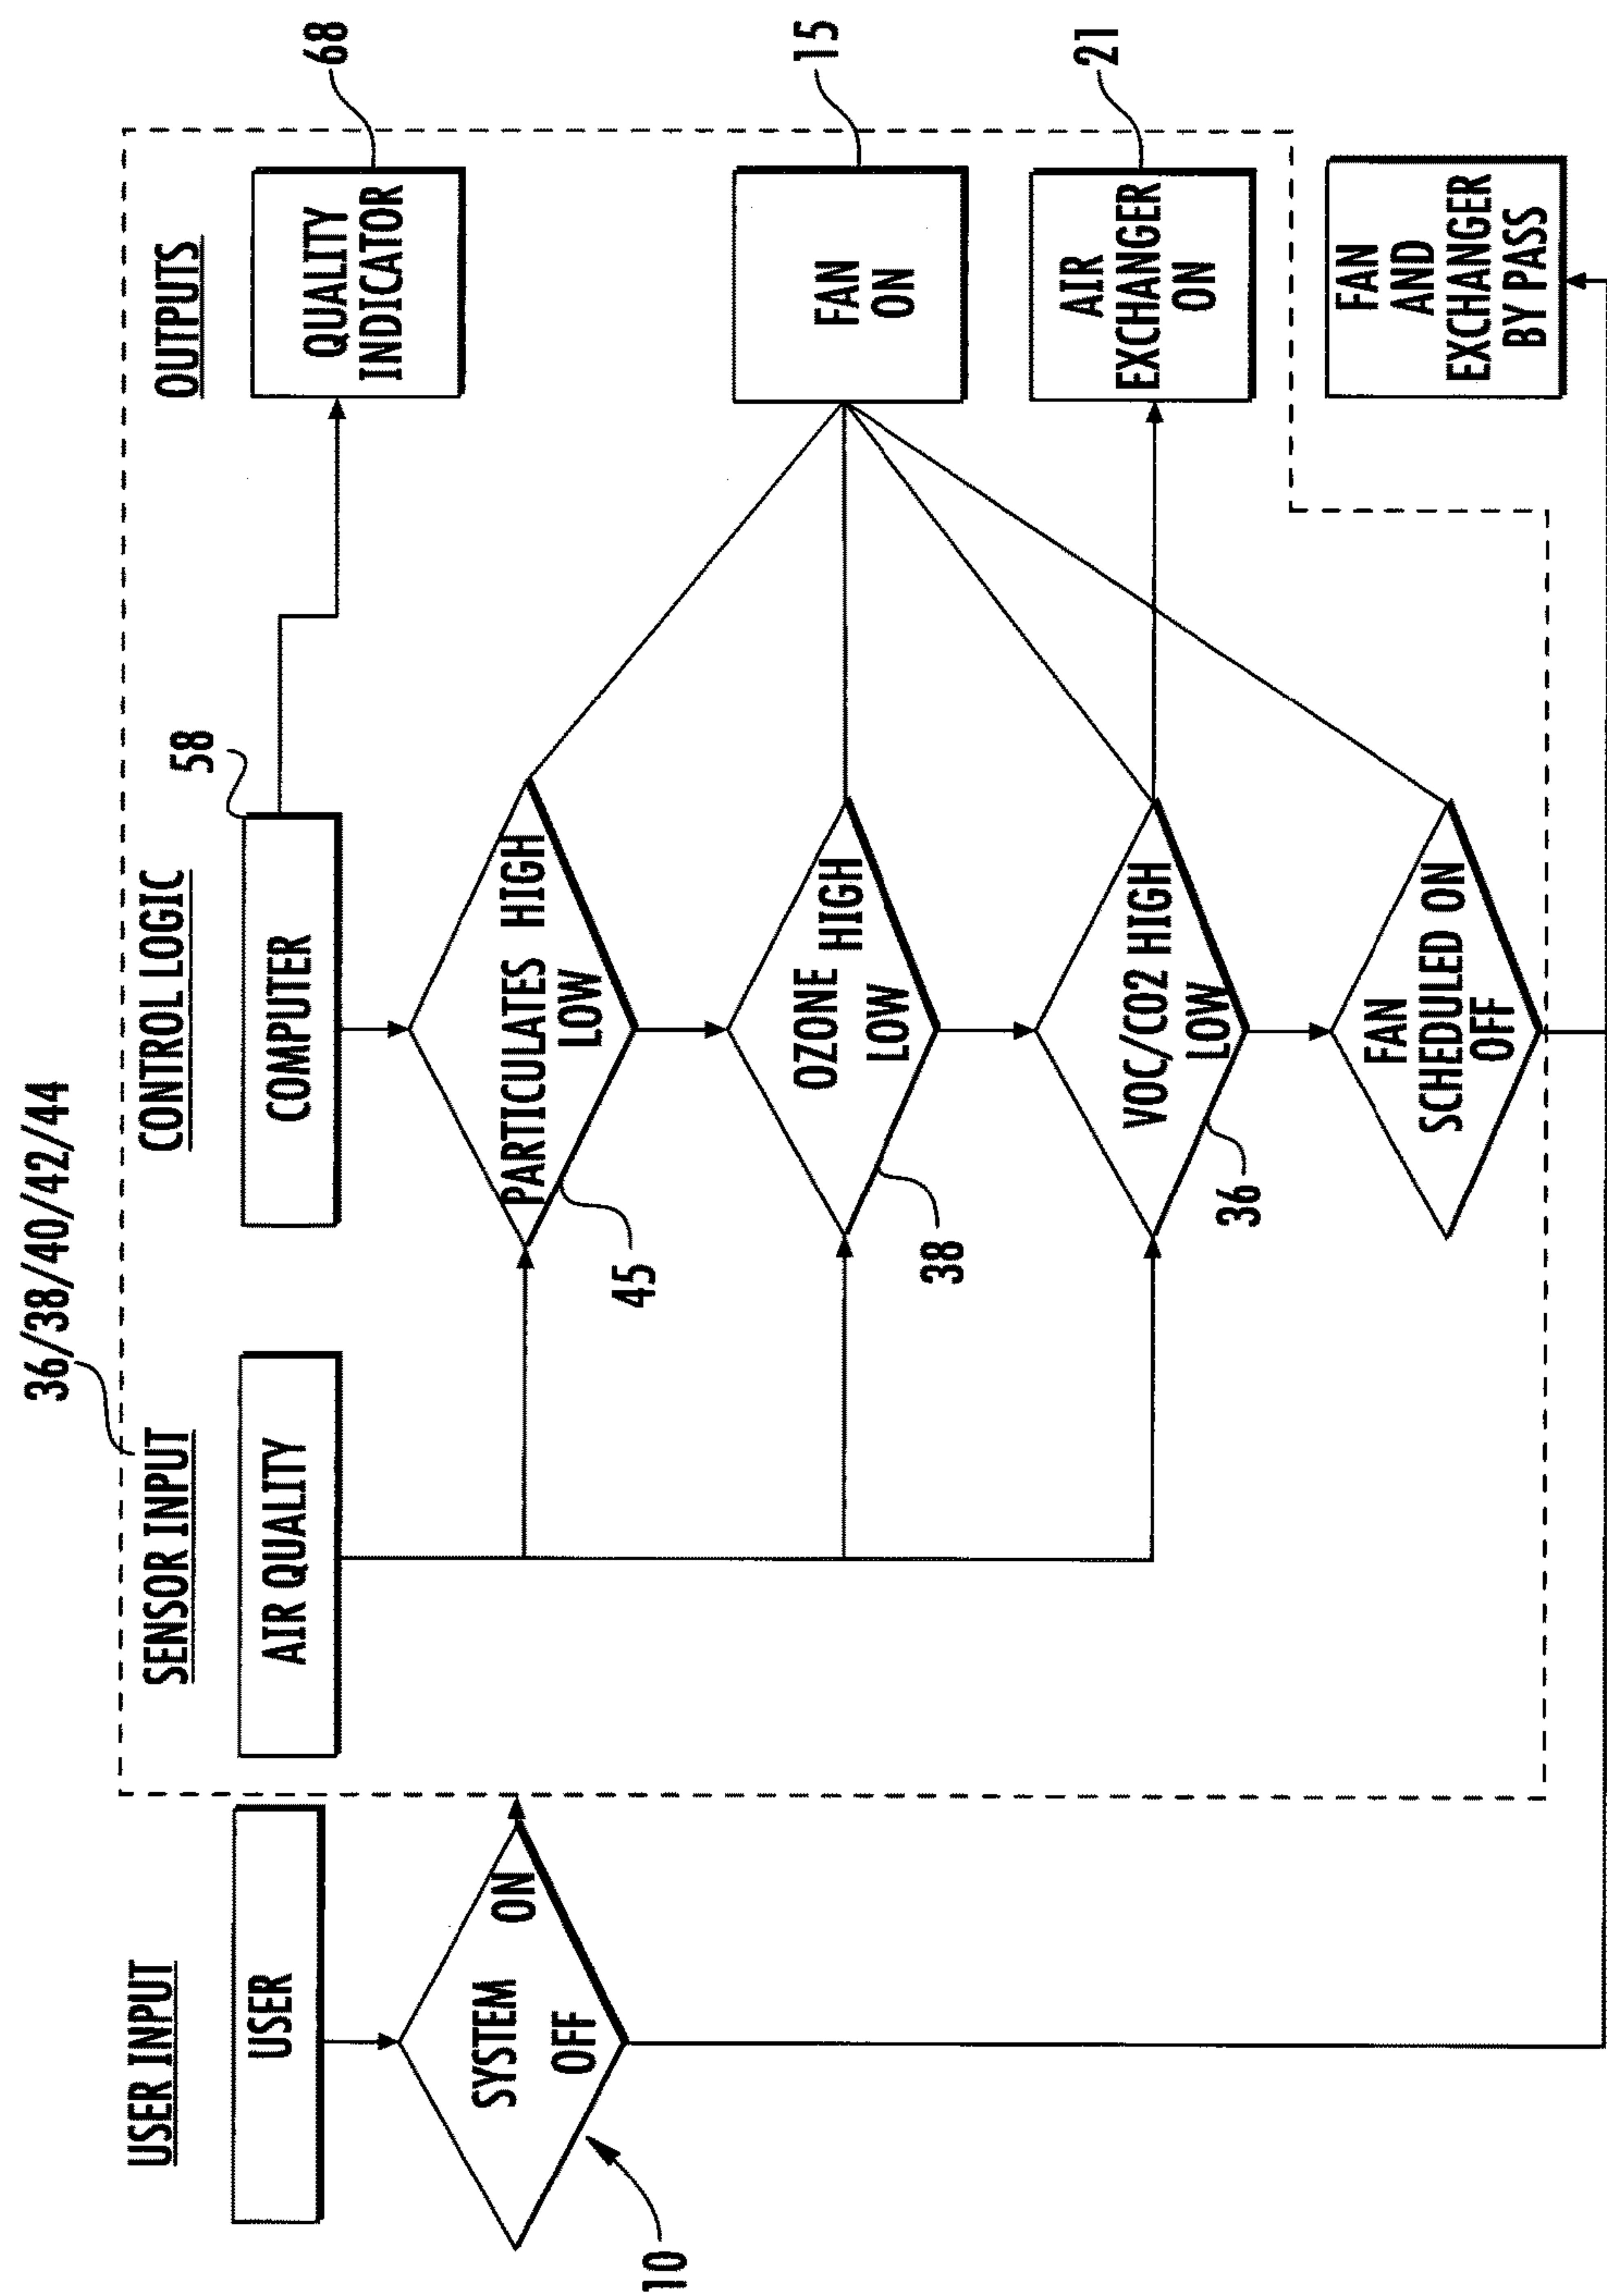 36/38/40/42/44
USER INPUT
SENSOR INPUT
CONTROL LOGIC
OUTPUTS
USER
AIR QUALITY
COMPUTER
58
QUALITY
INDICATOR
68
SYSTEM ON
OFF
10
PARTICULATES HIGH
LOW
45
OZONE HIGH
LOW
38
FAN
ON
15
VOC/CO2 HIGH
LOW
36
AIR
EXCHANGER
ON
21
FAN
SCHEDULED ON
OFF
FAN
AND
EXCHANGER
BY PASS